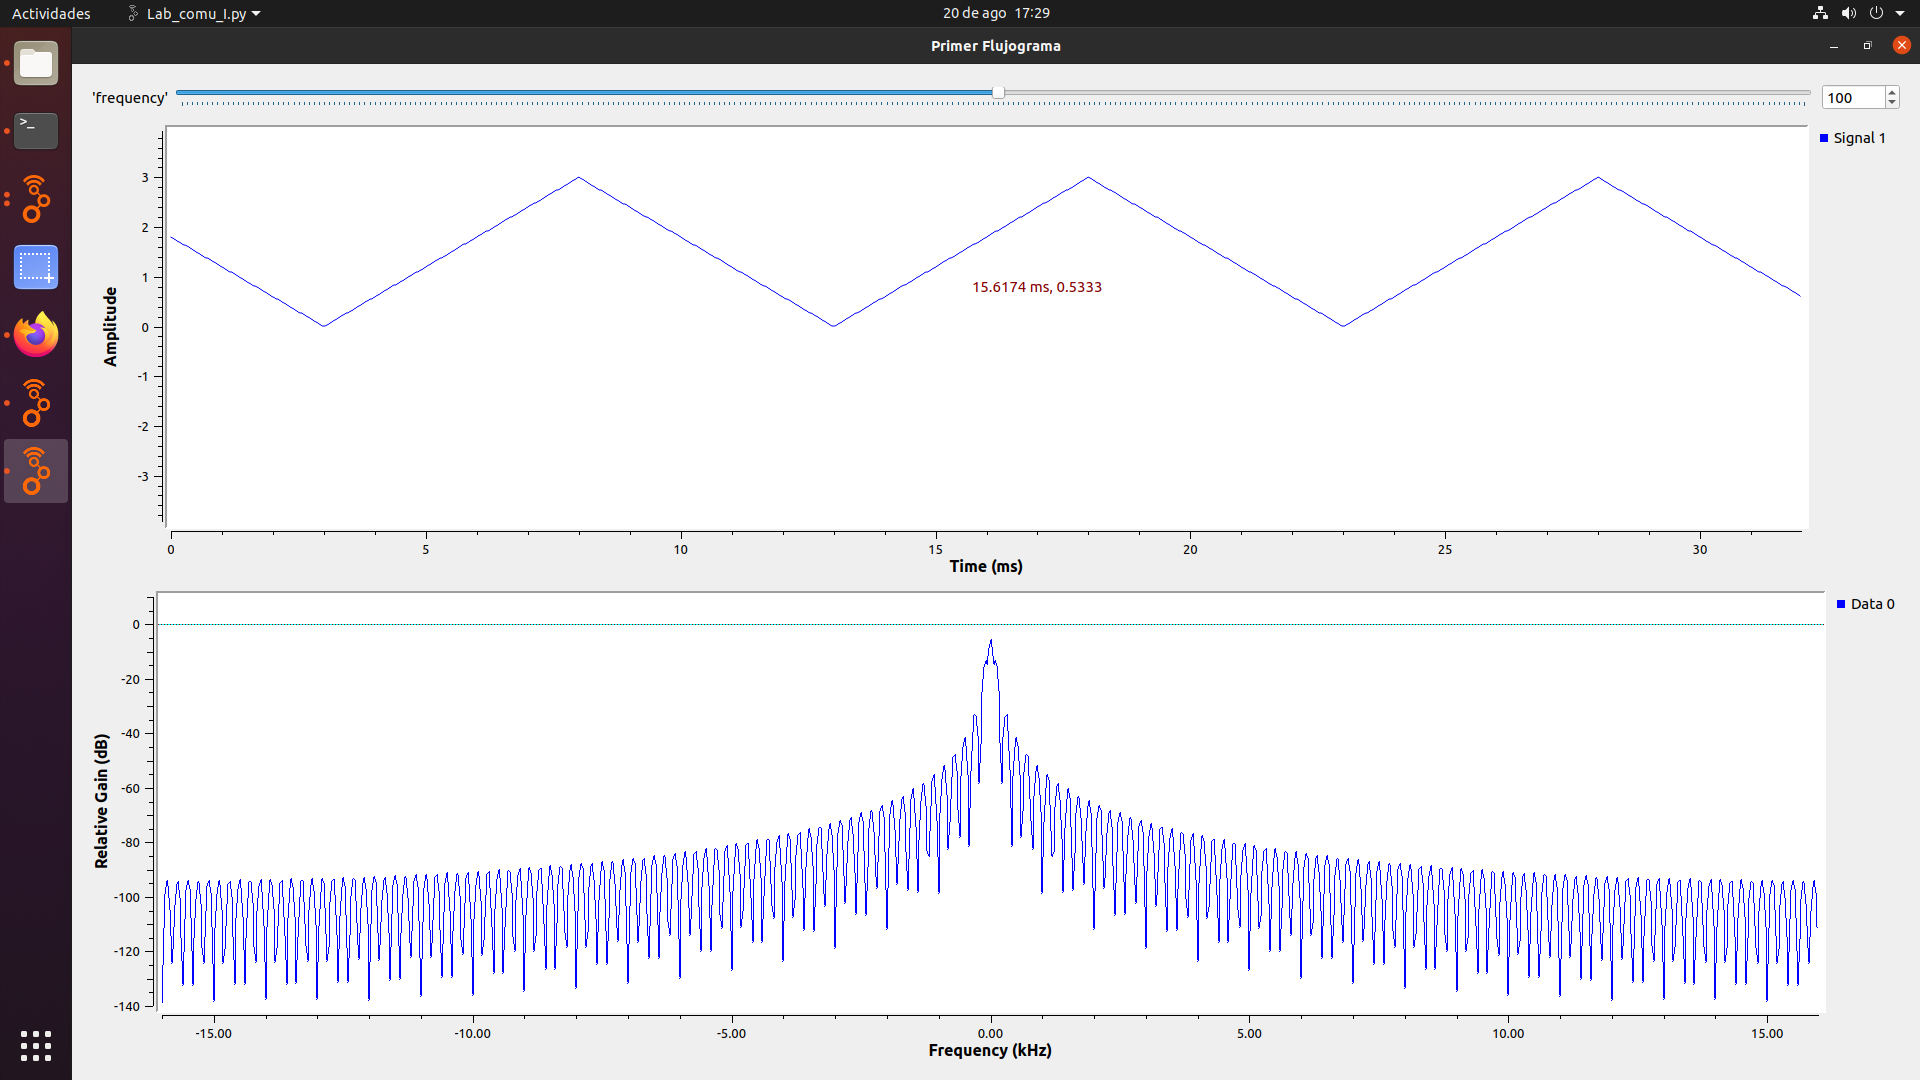 Actividades Lab_comu_I.py 20 de ago 17:29
Primer Flujograma
'frequency' 100
Signal 1
3
2
1
0
-1
-2
-3
Amplitude
15.6174 ms, 0.5333
0 5 10 15 20 25 30
Time (ms)
Data 0
0
-20
-40
-60
-80
-100
-120
-140
Relative Gain (dB)
-15.00 -10.00 -5.00 0.00 5.00 10.00 15.00
Frequency (kHz)